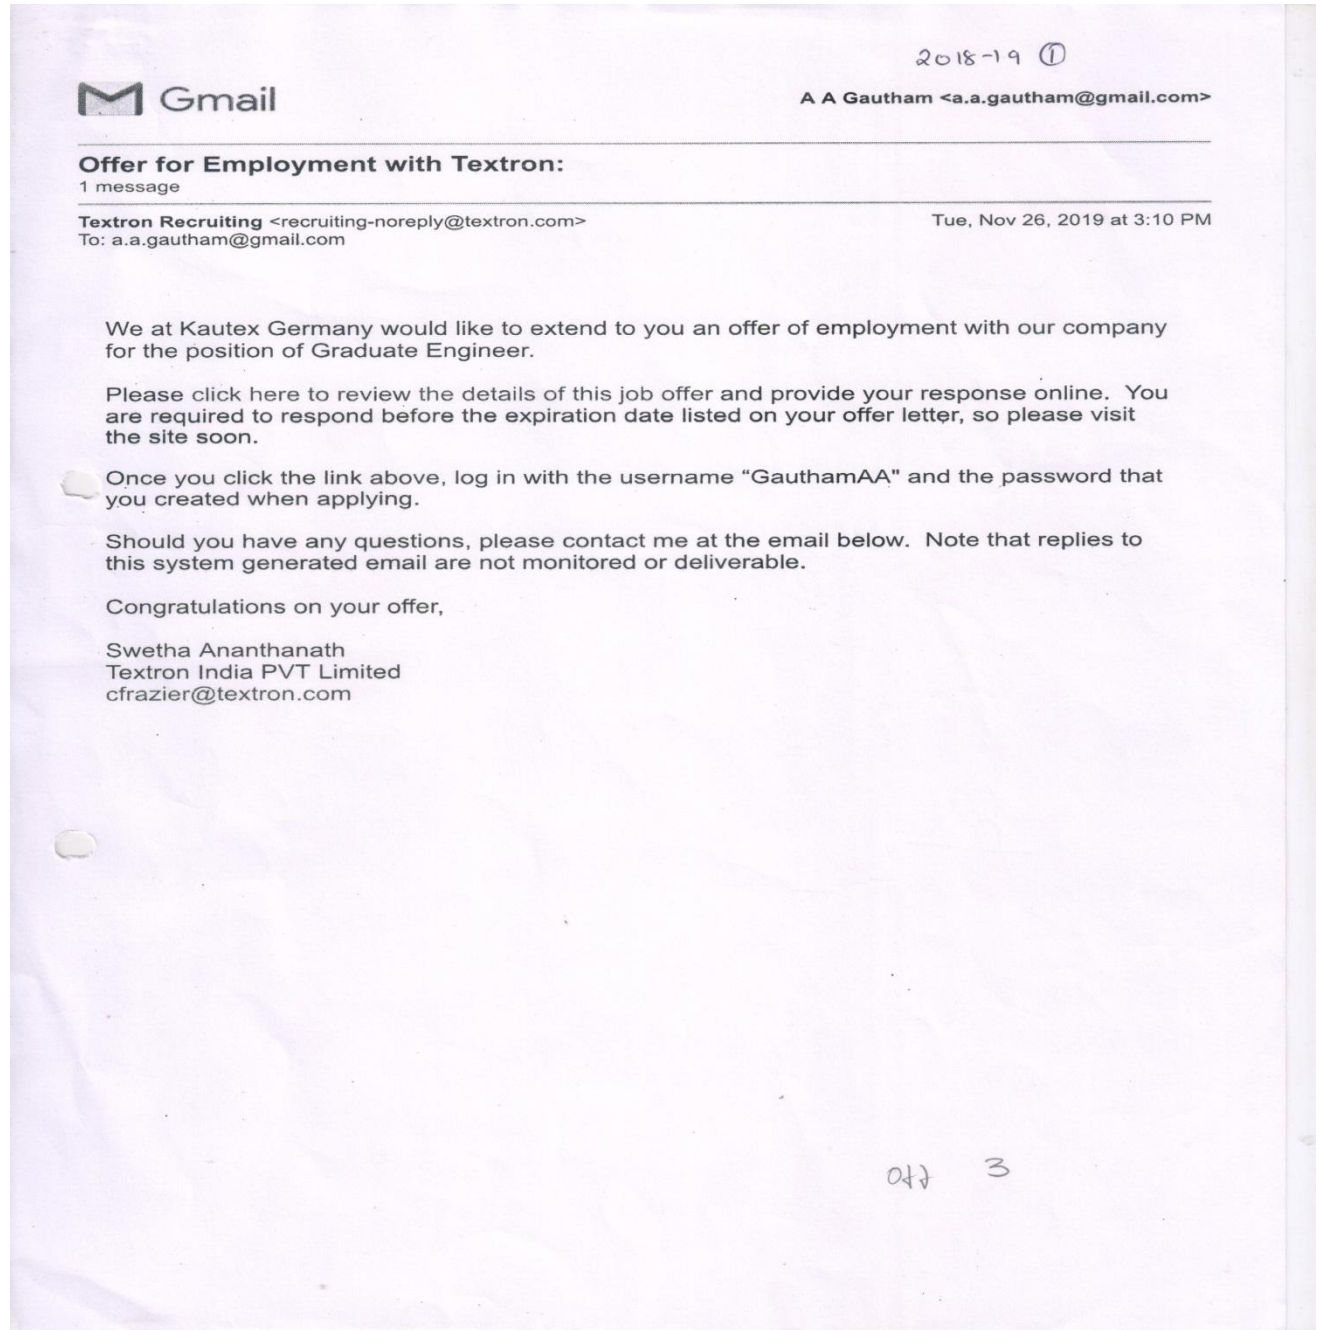 2018-19 ①
Gmail
A A Gautham <a.a.gautham@gmail.com>
Offer for Employment with Textron:
1 message
Textron Recruiting <recruiting-noreply@textron.com>
Tue, Nov 26, 2019 at 3:10 PM
To: a.a.gautham@gmail.com
We at Kautex Germany would like to extend to you an offer of employment with our company
for the position of Graduate Engineer.
Please click here to review the details of this job offer and provide your response online.  You
are required to respond before the expiration date listed on your offer letter, so please visit
the site soon.
Once you click the link above, log in with the username “GauthamAA" and the password that
you created when applying.
Should you have any questions, please contact me at the email below.  Note that replies to
this system generated email are not monitored or deliverable.
Congratulations on your offer,
Swetha Ananthanath
Textron India PVT Limited
cfrazier@textron.com
3